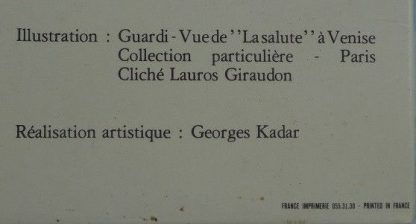 Illustration : Guardi - Vue de ''La salute'' à Venise
Collection particulière - Paris
Cliché Lauros Giraudon
Réalisation artistique : Georges Kadar
FRANCE IMPRIMERIE 055.31.30 - PRINTED IN FRANCE